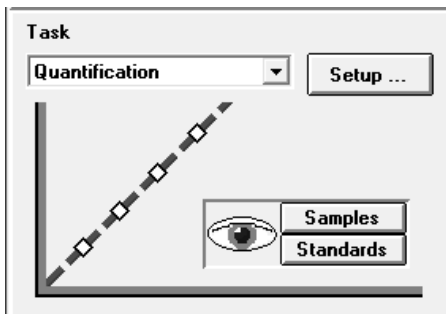 Task
Quantification
Setup ...
Samples
Standards